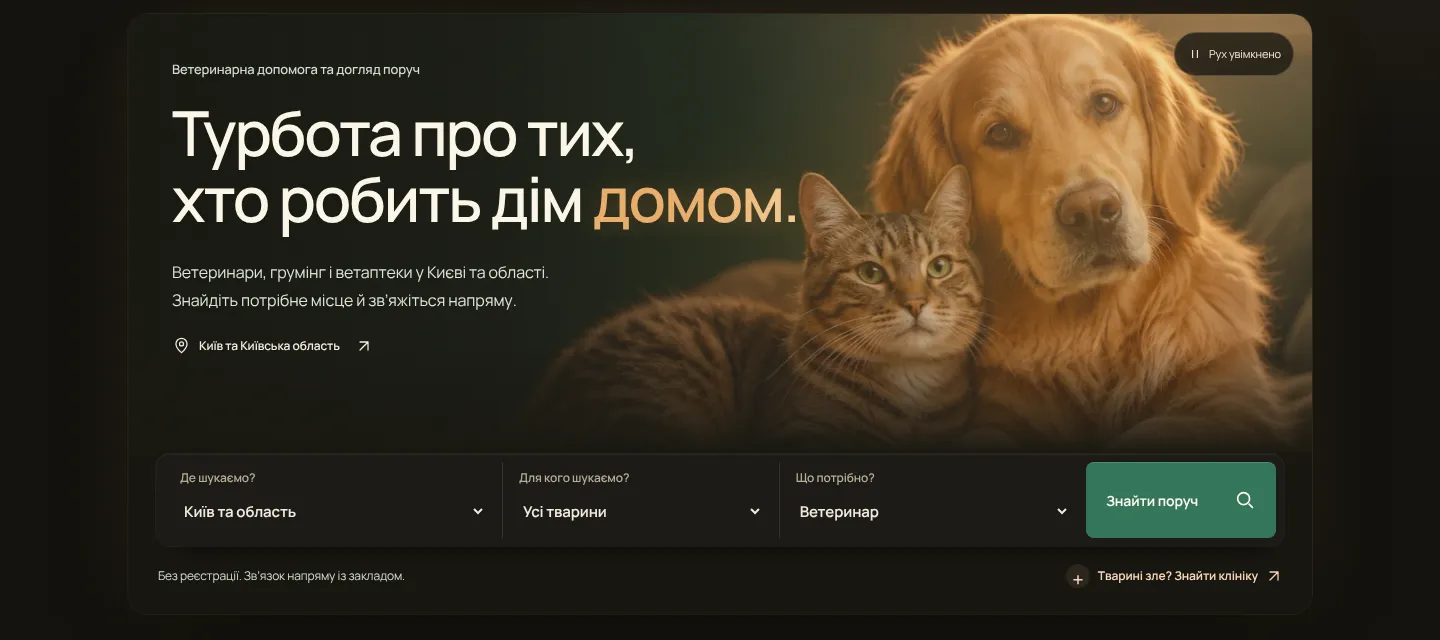 Ветеринарна допомога та догляд поруч
Рух увімкнено
Турбота про тих,
хто робить дім домом.
Ветеринари, грумінг і ветаптеки у Києві та області.
Знайдіть потрібне місце й зв'яжіться напряму.
Київ та Київська область
Де шукаємо?
Київ та область
Для кого шукаємо?
Усі тварини
Що потрібно?
Ветеринар
Знайти поруч
Без реєстрації. Зв'язок напряму із закладом.
Тварині зле? Знайти клініку